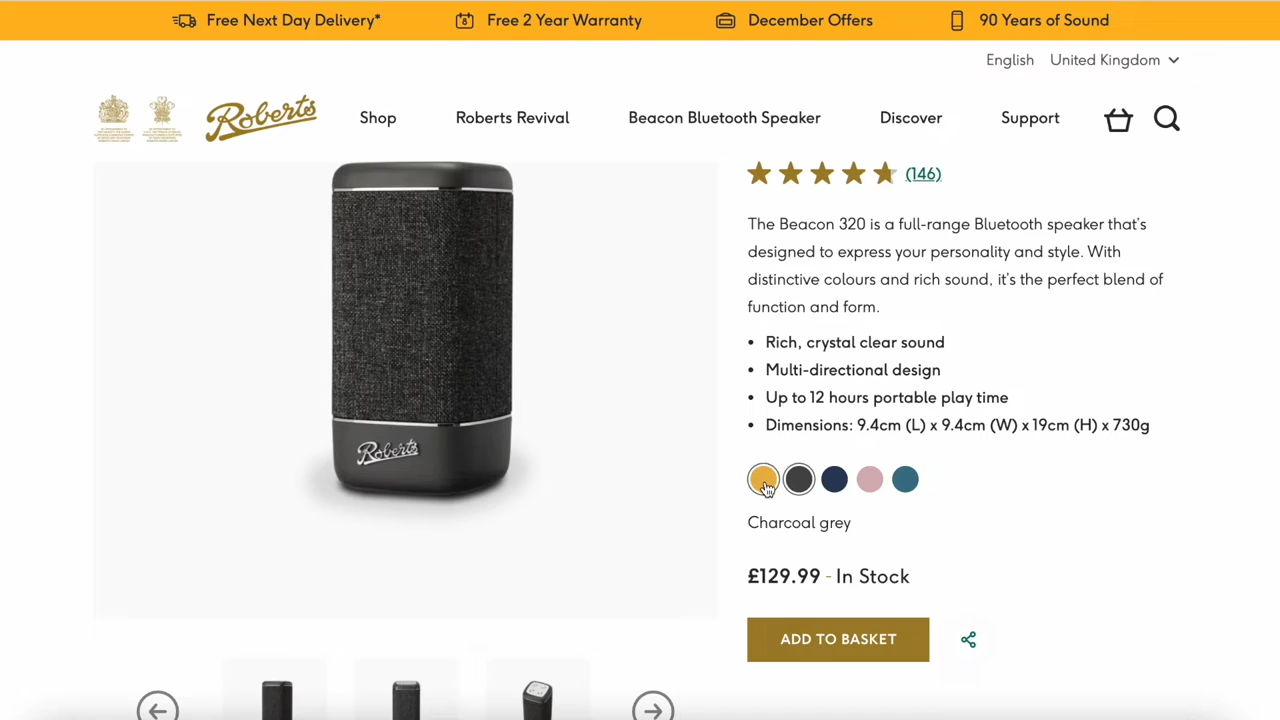 Free Next Day Delivery*
Free 2 Year Warranty
December Offers
90 Years of Sound
English
United Kingdom
Roberts
Shop
Roberts Revival
Beacon Bluetooth Speaker
Discover
Support
(146)
The Beacon 320 is a full-range Bluetooth speaker that's
designed to express your personality and style. With
distinctive colours and rich sound, it's the perfect blend of
function and form.
• Rich, crystal clear sound
• Multi-directional design
• Up to 12 hours portable play time
• Dimensions: 9.4cm (L) x 9.4cm (W) x 19cm (H) x 730g
Roberts
Charcoal grey
£129.99 - In Stock
ADD TO BASKET